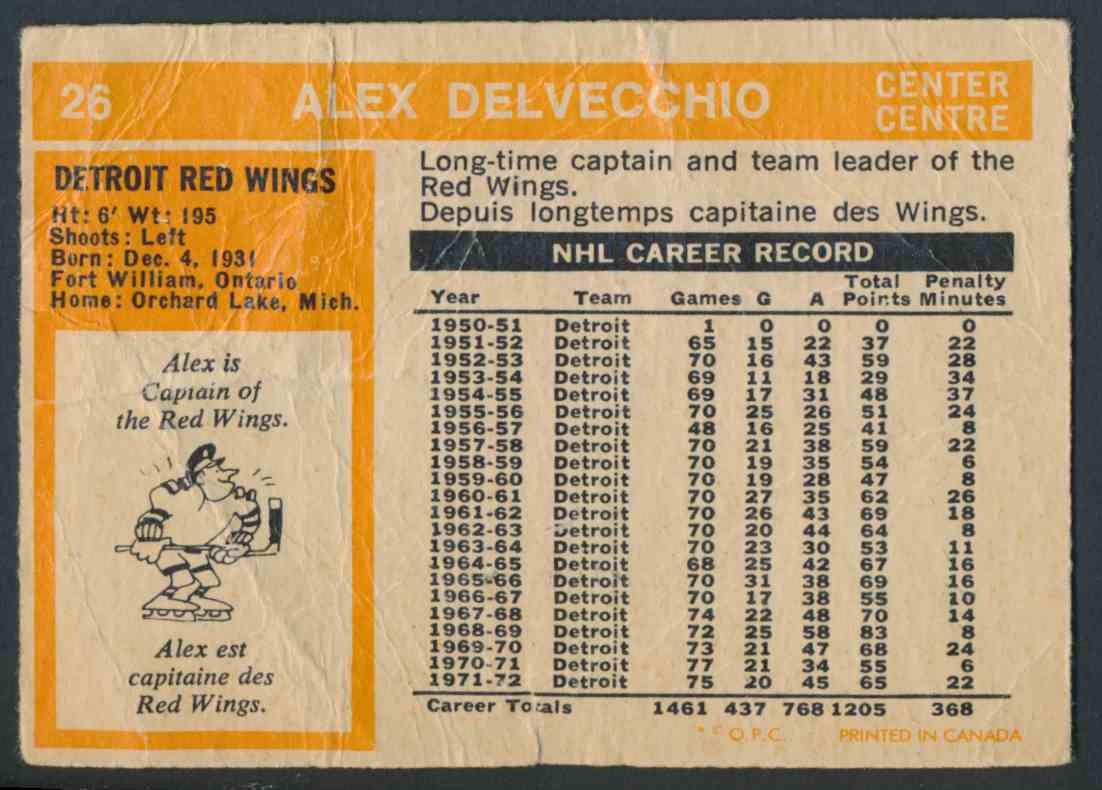 26 ALEX DELVECCHIO CENTER
CENTRE
DETROIT RED WINGS
Ht: 6' Wt: 195
Shoots: Left
Born: Dec. 4, 1931
Fort William, Ontario
Home: Orchard Lake, Mich.
Alex is
Captain of
the Red Wings.
Alex est
capitaine des
Red Wings.
Long-time captain and team leader of the
Red Wings.
Depuis longtemps capitaine des Wings.
NHL CAREER RECORD
Year Team Games G A Total Points Penalty Minutes
1950-51 Detroit 1 0 0 0 0
1951-52 Detroit 65 15 22 37 22
1952-53 Detroit 70 16 43 59 28
1953-54 Detroit 69 11 18 29 34
1954-55 Detroit 69 17 31 48 37
1955-56 Detroit 70 25 26 51 24
1956-57 Detroit 48 16 25 41 8
1957-58 Detroit 70 21 38 59 22
1958-59 Detroit 70 19 35 54 6
1959-60 Detroit 70 19 28 47 8
1960-61 Detroit 70 27 35 62 26
1961-62 Detroit 70 26 43 69 18
1962-63 Detroit 70 20 44 64 8
1963-64 Detroit 70 23 30 53 11
1964-65 Detroit 68 25 42 67 16
1965-66 Detroit 70 31 38 69 16
1966-67 Detroit 70 17 38 55 10
1967-68 Detroit 74 22 48 70 14
1968-69 Detroit 72 25 58 83 8
1969-70 Detroit 73 21 47 68 24
1970-71 Detroit 77 21 34 55 6
1971-72 Detroit 75 20 45 65 22
Career Totals 1461 437 768 1205 368
* © O.P.C. PRINTED IN CANADA